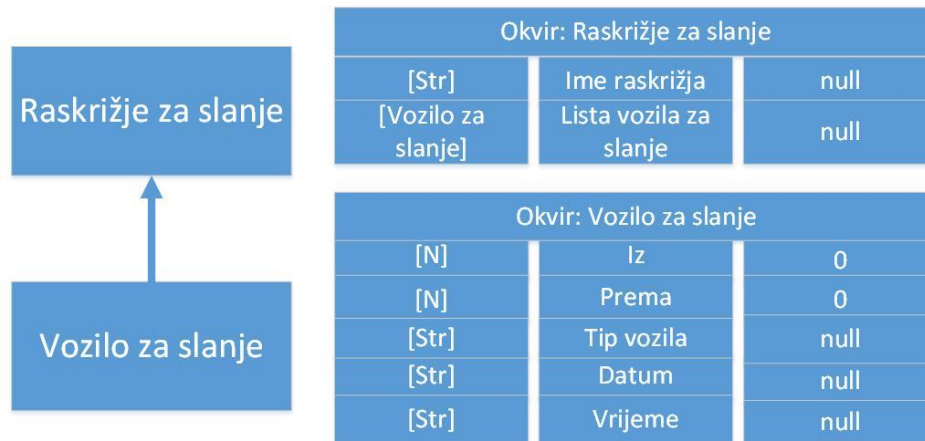 Raskrižje za slanje
Vozilo za slanje
Okvir: Raskrižje za slanje
[Str] Ime raskrižja null
[Vozilo za slanje] Lista vozila za slanje null
Okvir: Vozilo za slanje
[N] Iz 0
[N] Prema 0
[Str] Tip vozila null
[Str] Datum null
[Str] Vrijeme null